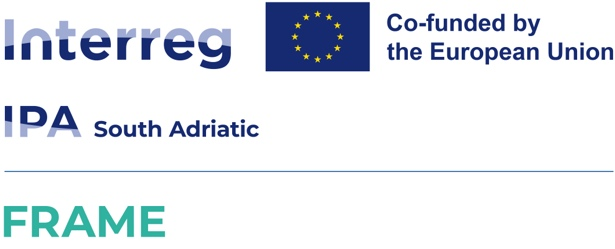 Interreg
Co-funded by
the European Union
IPA South Adriatic
FRAME